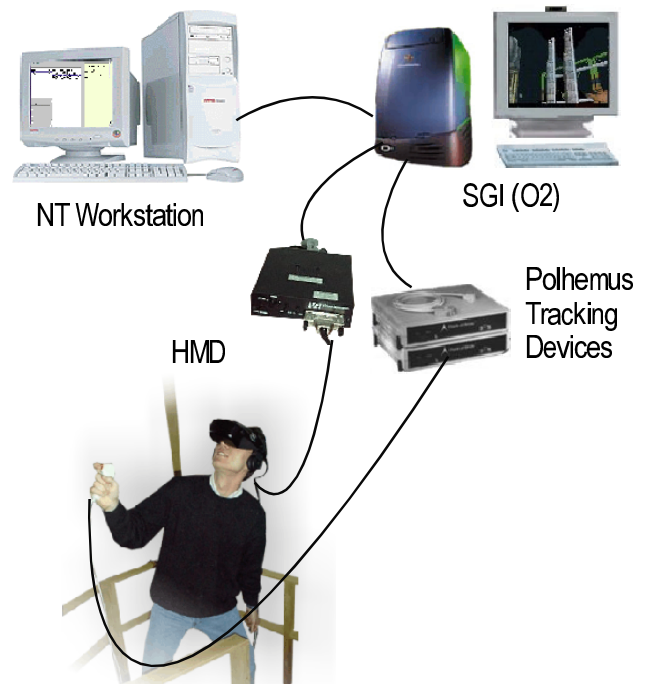 NT Workstation
SGI (O2)
Polhemus
Tracking
Devices
HMD